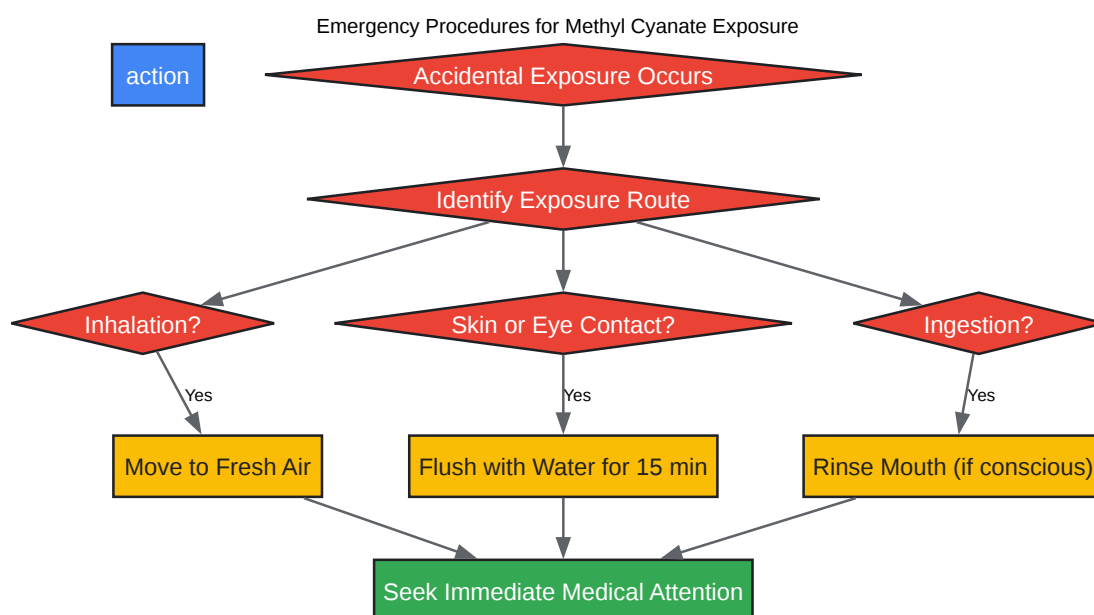 Emergency Procedures for Methyl Cyanate Exposure
action
Accidental Exposure Occurs
Identify Exposure Route
Inhalation?
Skin or Eye Contact?
Ingestion?
Yes
Yes
Yes
Move to Fresh Air
Flush with Water for 15 min
Rinse Mouth (if conscious)
Seek Immediate Medical Attention